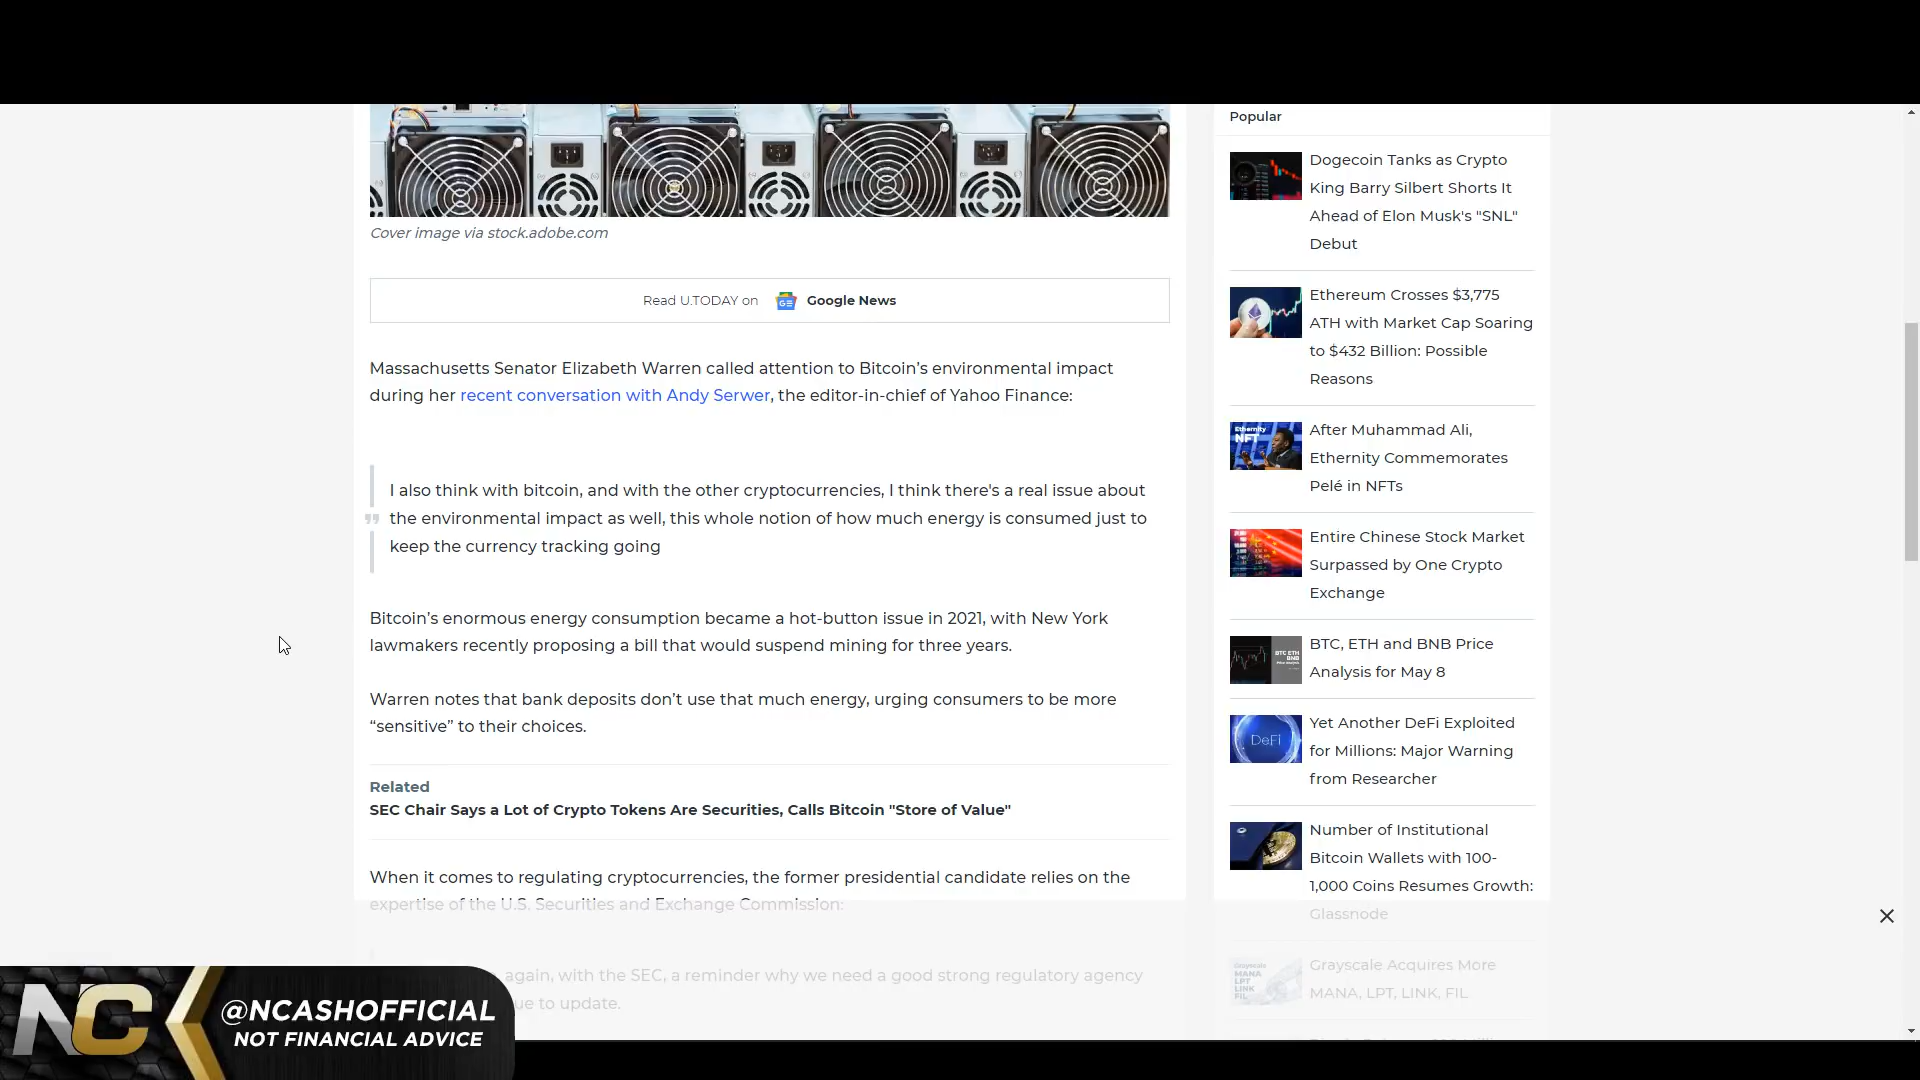 Cover image via stock.adobe.com
Read U.TODAY on Google News
Massachusetts Senator Elizabeth Warren called attention to Bitcoin’s environmental impact
during her recent conversation with Andy Serwer, the editor-in-chief of Yahoo Finance:
I also think with bitcoin, and with the other cryptocurrencies, I think there's a real issue about
the environmental impact as well, this whole notion of how much energy is consumed just to
keep the currency tracking going
Bitcoin’s enormous energy consumption became a hot-button issue in 2021, with New York
lawmakers recently proposing a bill that would suspend mining for three years.
Warren notes that bank deposits don’t use that much energy, urging consumers to be more
“sensitive” to their choices.
Related
SEC Chair Says a Lot of Crypto Tokens Are Securities, Calls Bitcoin "Store of Value"
When it comes to regulating cryptocurrencies, the former presidential candidate relies on the
expertise of the U.S. Securities and Exchange Commission:
again, with the SEC, a reminder why we need a good strong regulatory agency
ue to update.
Popular
Dogecoin Tanks as Crypto
King Barry Silbert Shorts It
Ahead of Elon Musk's "SNL"
Debut
Ethereum Crosses $3,775
ATH with Market Cap Soaring
to $432 Billion: Possible
Reasons
Ethernity
NFT
After Muhammad Ali,
Ethernity Commemorates
Pelé in NFTs
Entire Chinese Stock Market
Surpassed by One Crypto
Exchange
BTC ETH
BNB
BTC, ETH and BNB Price
Analysis for May 8
DeFi
Yet Another DeFi Exploited
for Millions: Major Warning
from Researcher
Number of Institutional
Bitcoin Wallets with 100-
1,000 Coins Resumes Growth:
Glassnode
Grayscale
MANA
LPT
LINK
FIL
Grayscale Acquires More
MANA, LPT, LINK, FIL
NC
@NCASHOFFICIAL
NOT FINANCIAL ADVICE